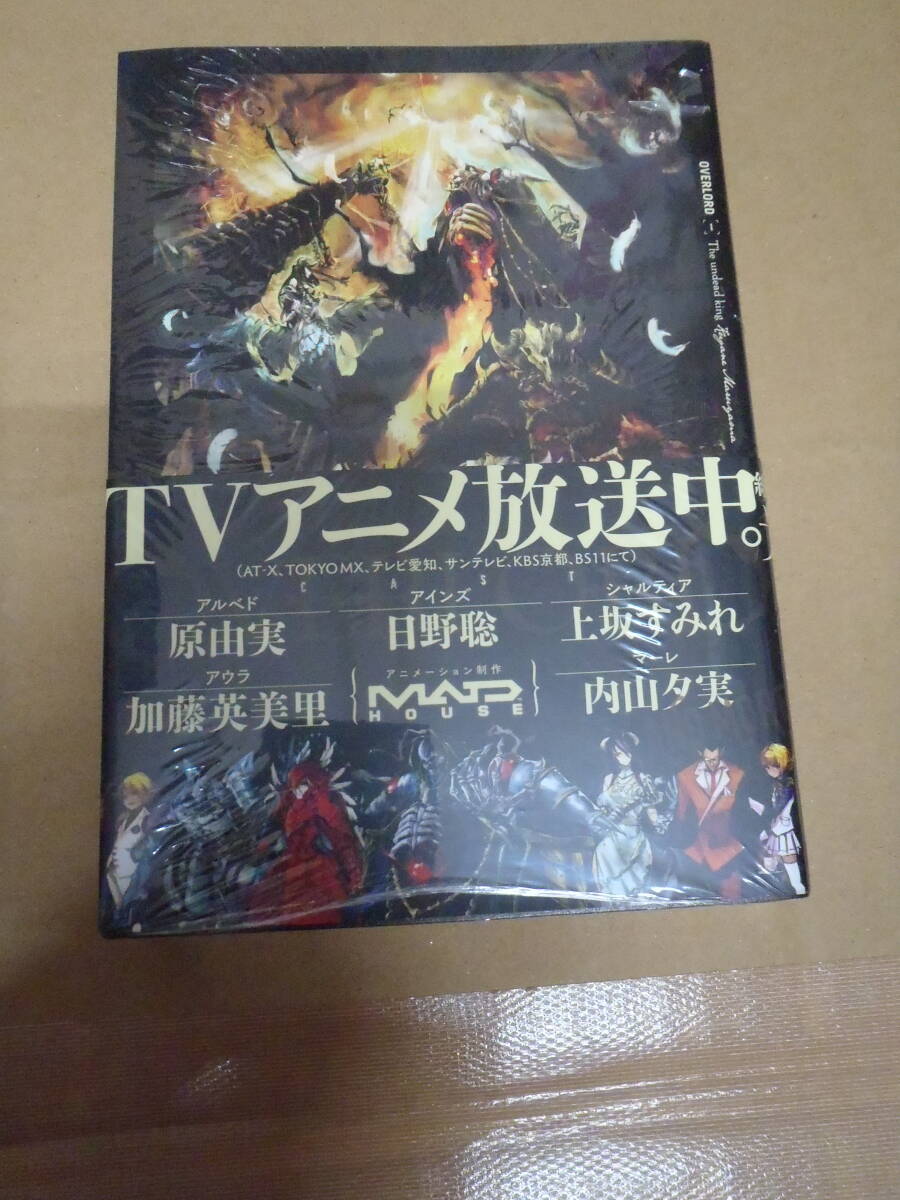 OVERLORD [-] The undead king Kugane Maruyama
TVアニメ放送中。
(AT-X、TOKYO MX、テレビ愛知、サンテレビ、KBS京都、BS11にて)
CAST
アルベド
原由実
アインズ
日野聡
シャルティア
上坂すみれ
アウラ
加藤英美里
アニメーション制作
MADHOUSE
マーレ
内山夕実